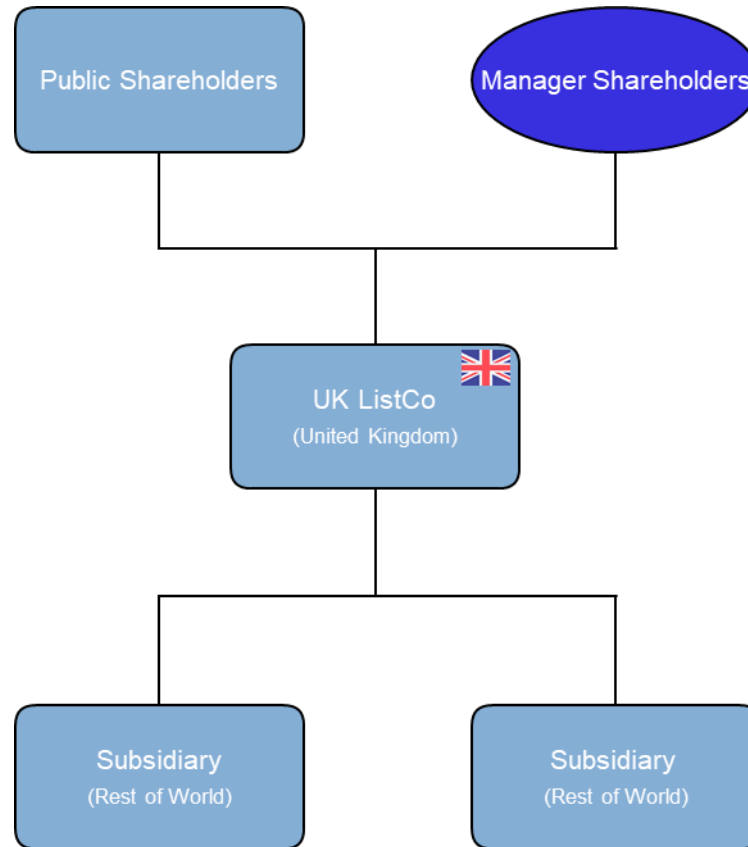 Public Shareholders
Manager Shareholders
UK ListCo
(United Kingdom)
Subsidiary
(Rest of World)
Subsidiary
(Rest of World)